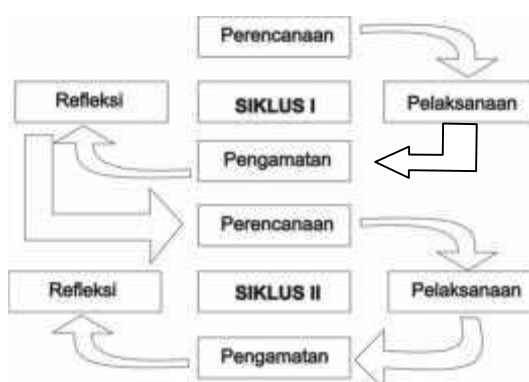 Perencanaan
Refleksi
SIKLUS I
Pelaksanaan
Pengamatan
Perencanaan
Refleksi
SIKLUS II
Pelaksanaan
Pengamatan